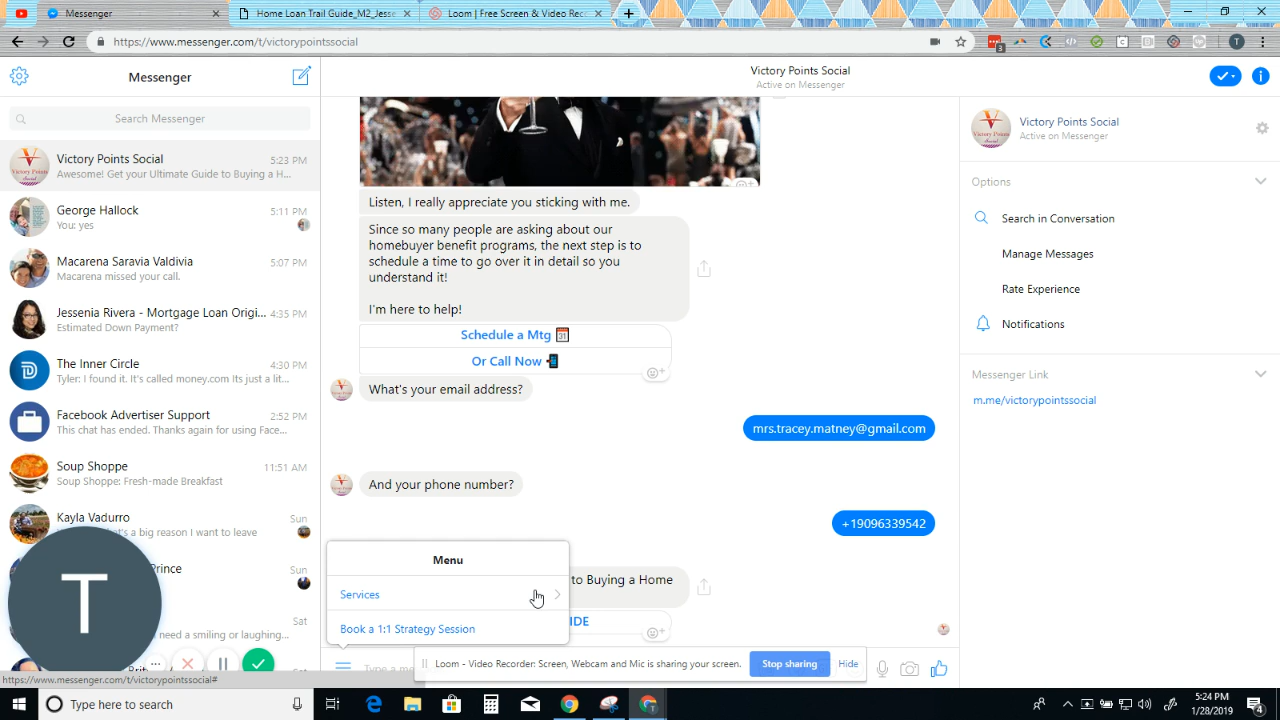 Messenger
Home Loan Trail Guide_M2_Jesse
Loom | Free Screen & Video Rec
https://www.messenger.com/t/victorypointssocial
3
T
Messenger
Search Messenger
Victory Points Social
5:23 PM
Awesome! Get your Ultimate Guide to Buying a H...
George Hallock
5:11 PM
You: yes
Macarena Saravia Valdivia
5:07 PM
Macarena missed your call.
Jessenia Rivera - Mortgage Loan Origi...
4:35 PM
Estimated Down Payment?
The Inner Circle
4:30 PM
Tyler: I found it. It's called money.com Its just a lit...
Facebook Advertiser Support
2:52 PM
This chat has ended. Thanks again for using Face...
Soup Shoppe
11:51 AM
Soup Shoppe: Fresh-made Breakfast
Kayla Vadurro
Sun
's a big reason I want to leave
Prince
Sun
Sat
need a smiling or laughing...
Sat
T
https://www.messenger.com/t/victorypointssocial#
Victory Points Social
Active on Messenger
Listen, I really appreciate you sticking with me.
Since so many people are asking about our
homebuyer benefit programs, the next step is to
schedule a time to go over it in detail so you
understand it!
I'm here to help!
Schedule a Mtg
Or Call Now
What's your email address?
mrs.tracey.matney@gmail.com
And your phone number?
+19096339542
to Buying a Home
IDE
Menu
Services
Book a 1:1 Strategy Session
Type a me
Loom - Video Recorder: Screen, Webcam and Mic is sharing your screen.
Stop sharing
Hide
Victory Points Social
Active on Messenger
Options
Search in Conversation
Manage Messages
Rate Experience
Notifications
Messenger Link
m.me/victorypointssocial
Type here to search
5:24 PM
1/28/2019
4